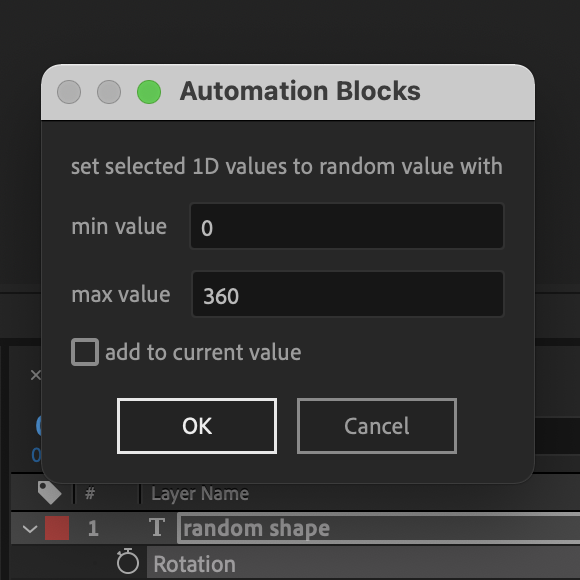 Automation Blocks
set selected 1D values to random value with
min value 0
max value 360
add to current value
OK Cancel
# Layer Name
1 T random shape
Rotation